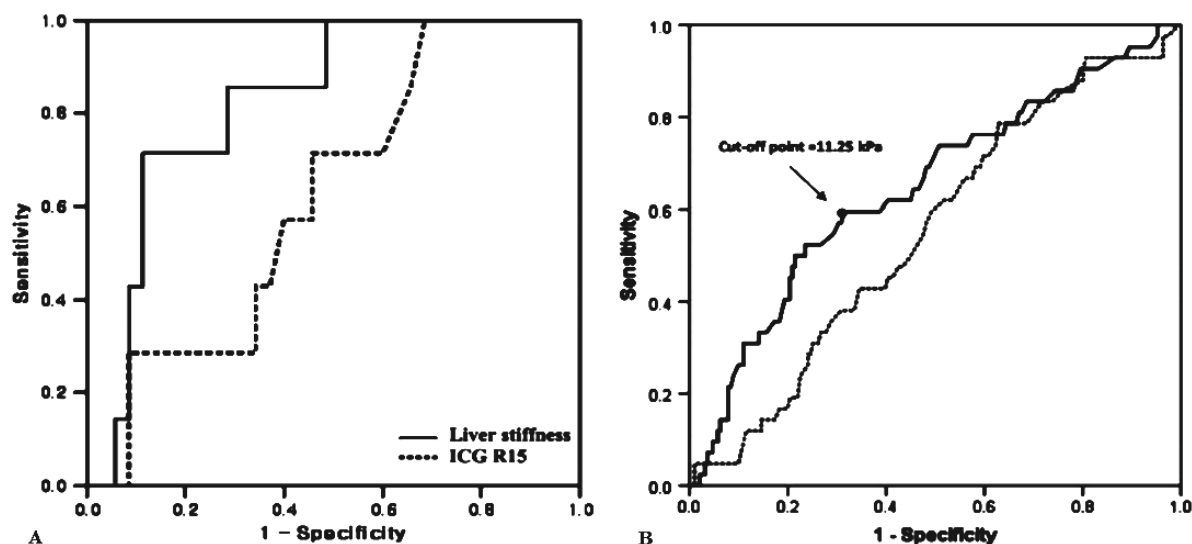 1.0
0.8
0.6
0.4
0.2
0.0
Sensitivity
Liver stiffness
ICG R15
0.0 0.2 0.4 0.6 0.8 1.0
1 – Specificity
A
1.0
0.8
0.6
0.4
0.2
0.0
Sensitivity
Cut-off point =11.25 kPa
0.0 0.2 0.4 0.6 0.8 1.0
1 - Specificity
B